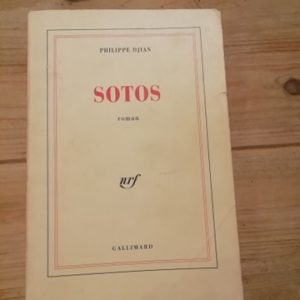 PHILIPPE DJIAN
SOTOS
roman
nrf
GALLIMARD